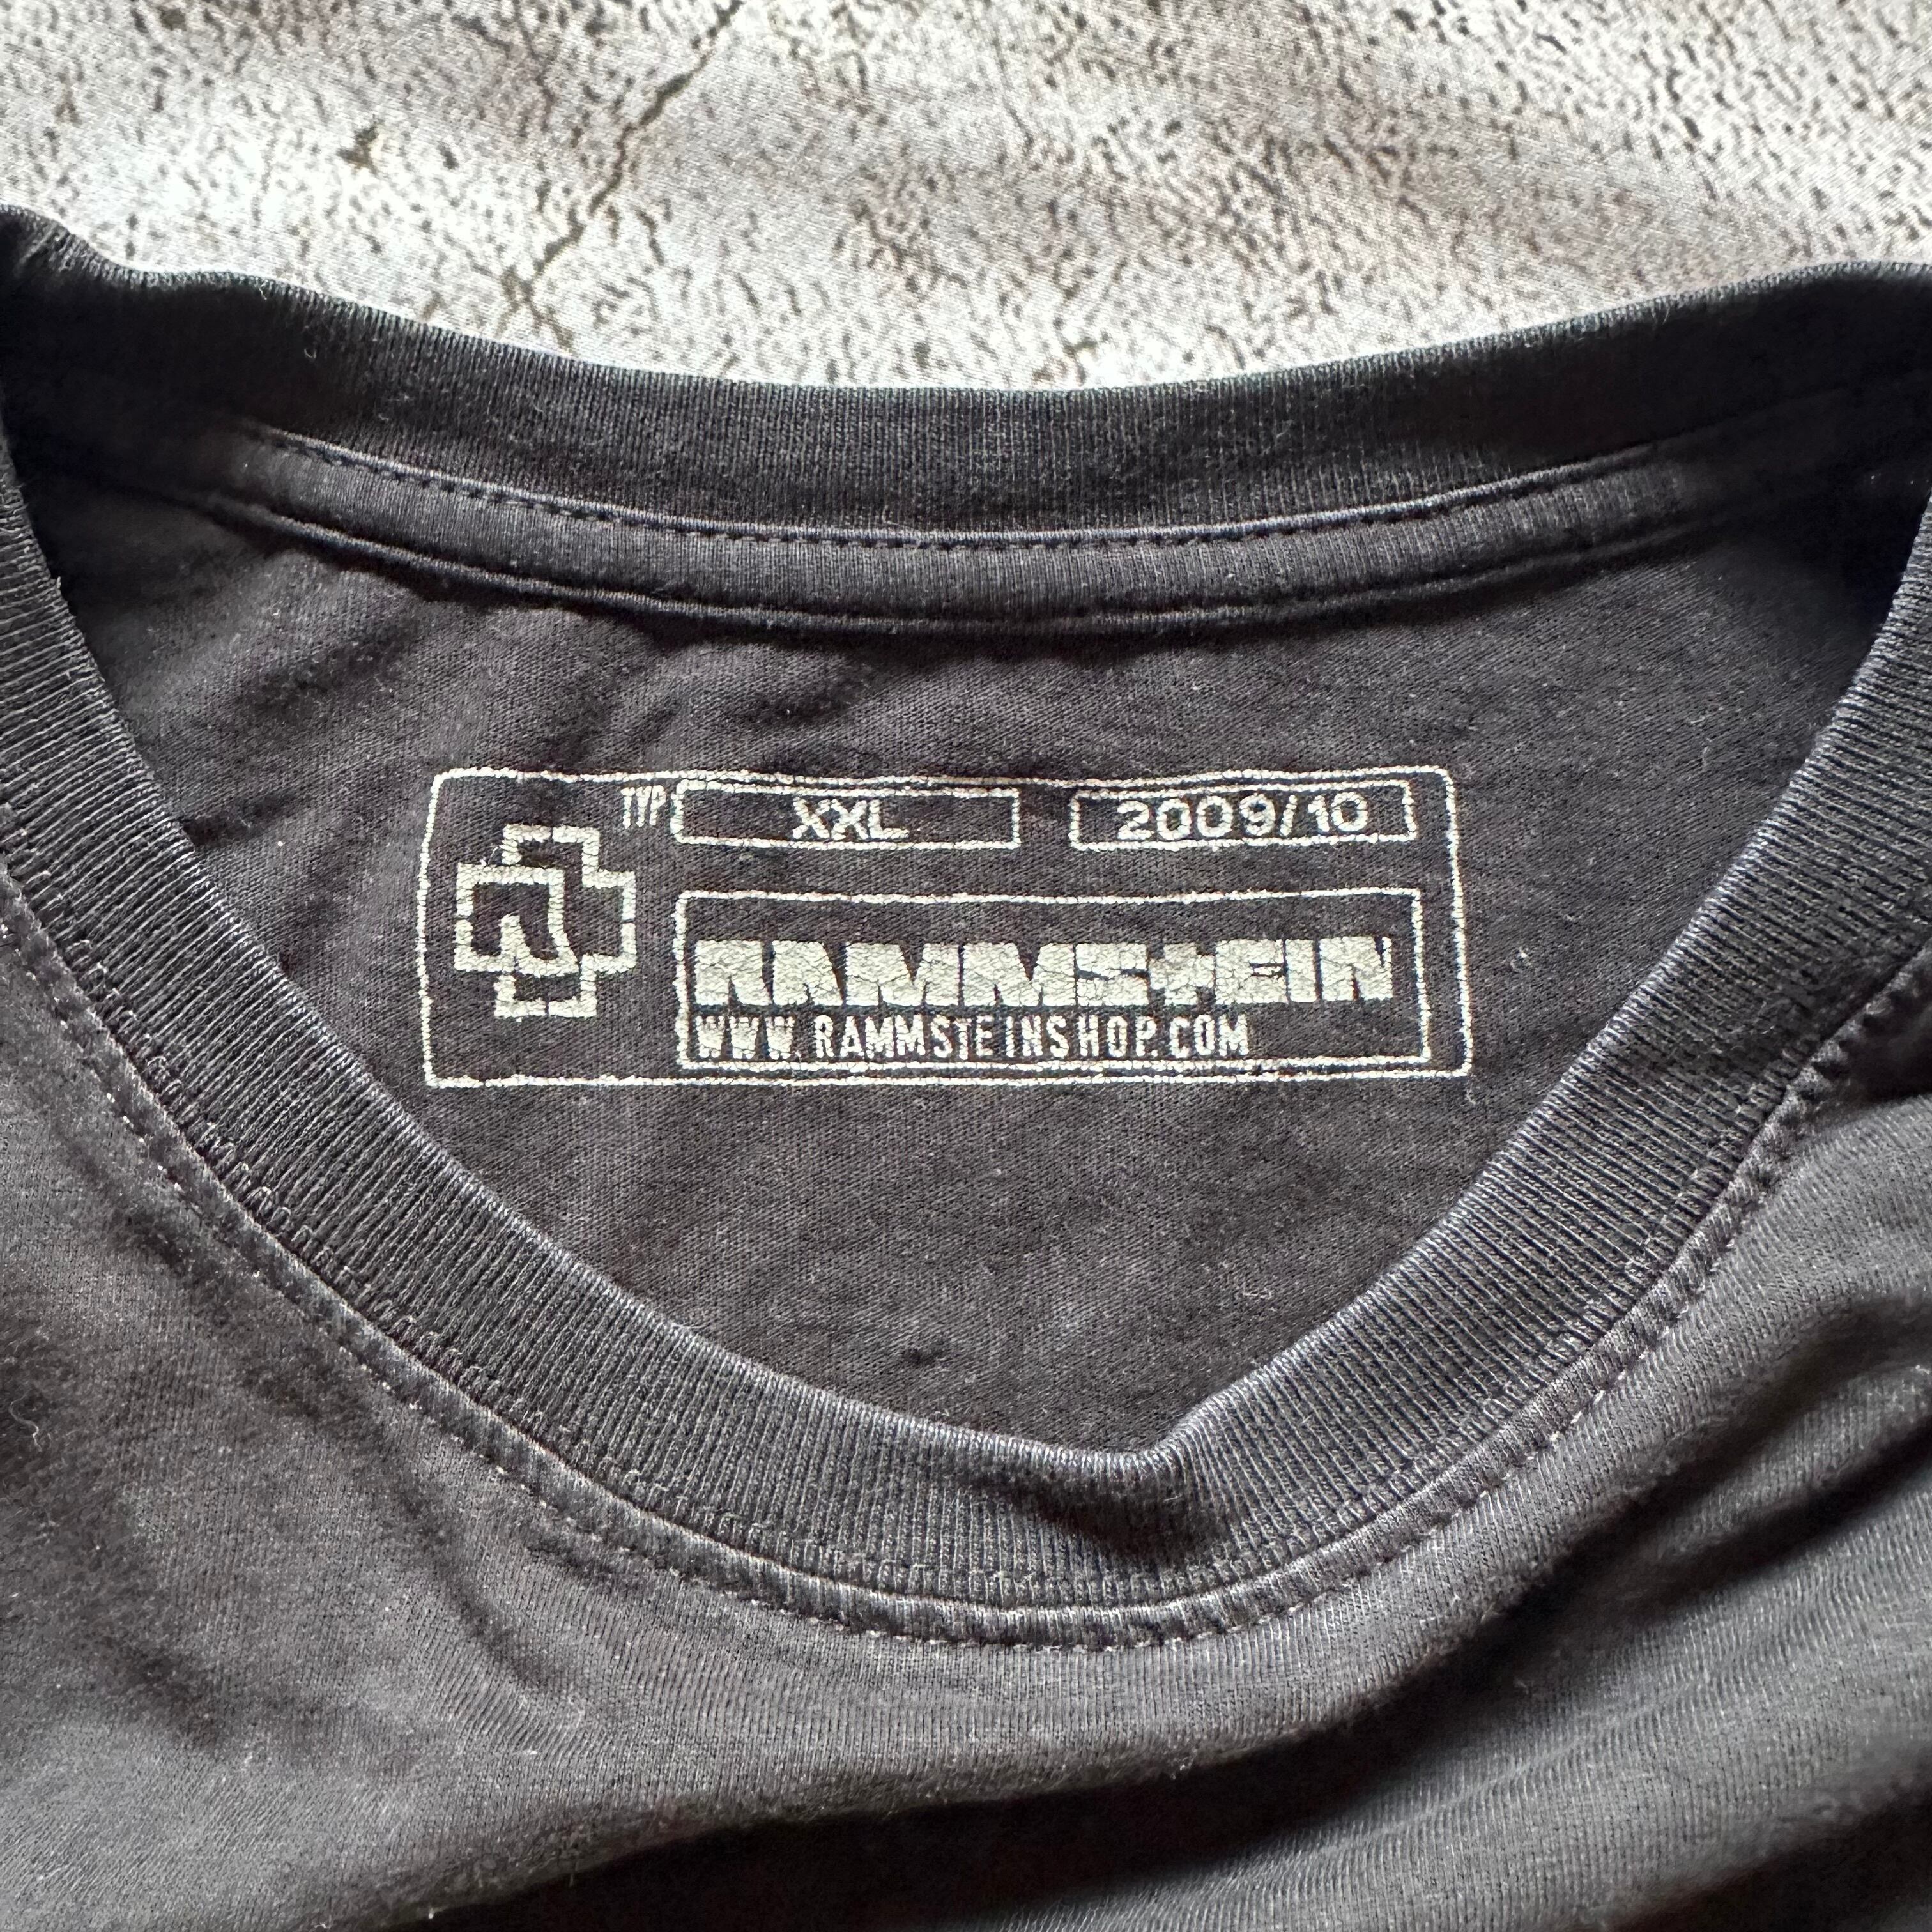 TYP XXL 2009/10
RAMMSTEIN
WWW.RAMMSTEINSHOP.COM